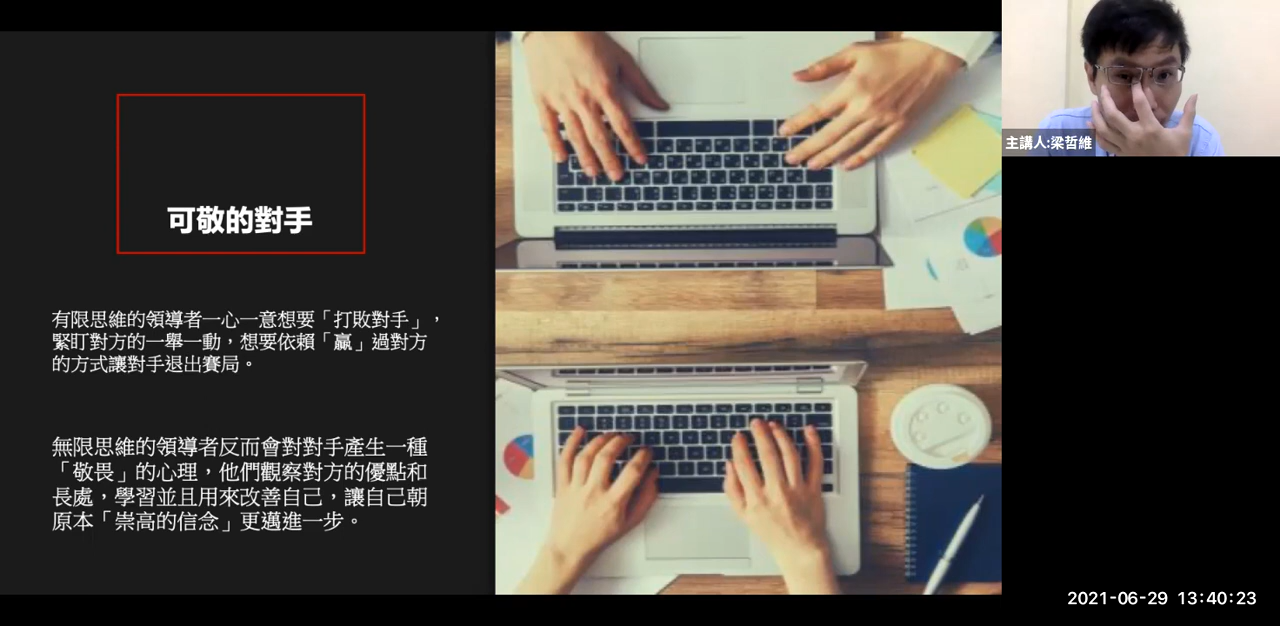 可敬的對手
有限思維的領導者一心一意想要「打敗對手」，
緊盯對方的一舉一動，想要依賴「贏」過對方
的方式讓對手退出賽局。
無限思維的領導者反而會對對手產生一種
「敬畏」的心理，他們觀察對方的優點和
長處，學習並且用來改善自己，讓自己朝
原本「崇高的信念」更邁進一步。
主講人:梁哲維
2021-06-29 13:40:23